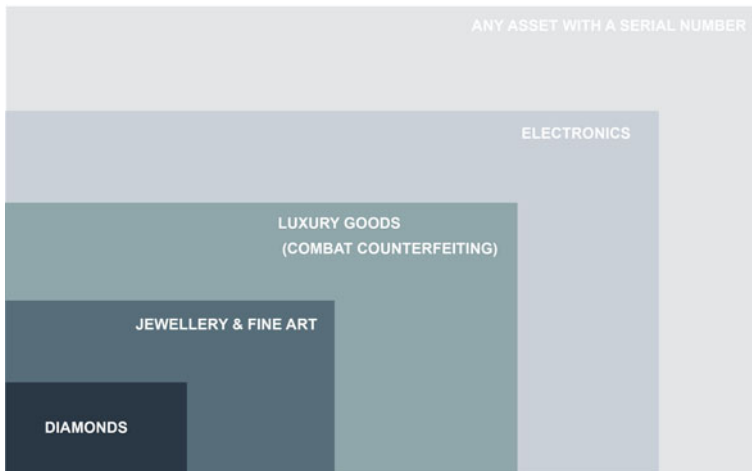 ANY ASSET WITH A SERIAL NUMBER
ELECTRONICS
LUXURY GOODS
(COMBAT COUNTERFEITING)
JEWELLERY & FINE ART
DIAMONDS